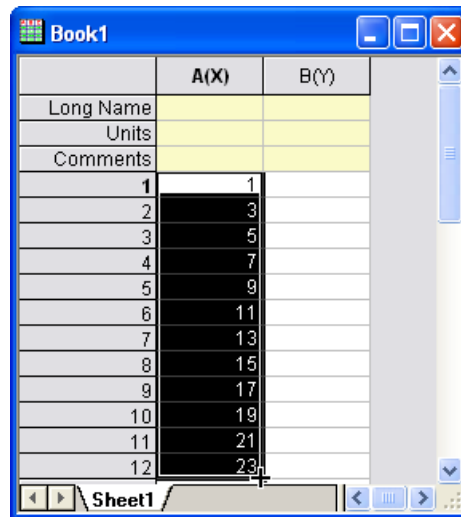 Book1
A(X) B(Y)
Long Name
Units
Comments
1 1
2 3
3 5
4 7
5 9
6 11
7 13
8 15
9 17
10 19
11 21
12 23
Sheet1